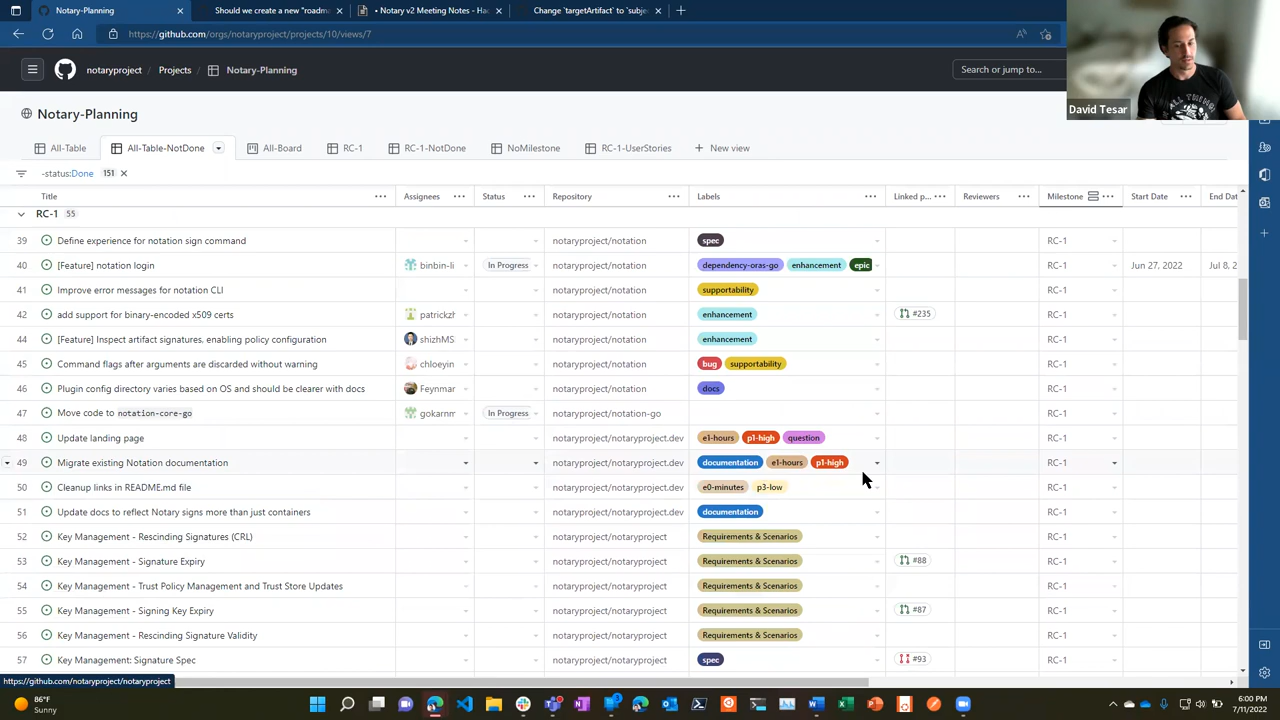 Notary-Planning
Should we create a new "roadm
• Notary v2 Meeting Notes - Hac
Change `targetArtifact` to `subjec
https://github.com/orgs/notaryproject/projects/10/views/7
notaryproject Projects Notary-Planning
Search or jump to...
David Tesar
Notary-Planning
All-Table All-Table-NotDone All-Board RC-1 RC-1-NotDone NoMilestone RC-1-UserStories New view
-status:Done 151
Title Assignees Status Repository Labels Linked p... Reviewers Milestone Start Date End Da
RC-1 55
39 Define experience for notation sign command notaryproject/notation spec RC-1
40 [Feature] notation login binbin-li In Progress notaryproject/notation dependency-oras-go enhancement epic RC-1 Jun 27, 2022 Jul 8, 2
41 Improve error messages for notation CLI notaryproject/notation supportability RC-1
42 add support for binary-encoded x509 certs patrickzh notaryproject/notation enhancement #235 RC-1
44 [Feature] Inspect artifact signatures, enabling policy configuration shizhMS notaryproject/notation enhancement RC-1
45 Command flags after arguments are discarded without warning chloeyin notaryproject/notation bug supportability RC-1
46 Plugin config directory varies based on OS and should be clearer with docs Feynmar notaryproject/notation docs RC-1
47 Move code to notation-core-go gokarnm In Progress notaryproject/notation-go RC-1
48 Update landing page notaryproject/notaryproject.dev e1-hours p1-high question RC-1
49 Migrate existing Notation documentation notaryproject/notaryproject.dev documentation e1-hours p1-high RC-1
50 Cleanup links in README.md file notaryproject/notaryproject.dev e0-minutes p3-low RC-1
51 Update docs to reflect Notary signs more than just containers notaryproject/notaryproject.dev documentation RC-1
52 Key Management - Rescinding Signatures (CRL) notaryproject/notaryproject Requirements & Scenarios RC-1
53 Key Management - Signature Expiry notaryproject/notaryproject Requirements & Scenarios #88 RC-1
54 Key Management - Trust Policy Management and Trust Store Updates notaryproject/notaryproject Requirements & Scenarios RC-1
55 Key Management - Signing Key Expiry notaryproject/notaryproject Requirements & Scenarios #87 RC-1
56 Key Management - Rescinding Signature Validity notaryproject/notaryproject Requirements & Scenarios RC-1
57 Key Management: Signature Spec notaryproject/notaryproject spec #93 RC-1
https://github.com/notaryproject/notaryproject
86°F
Sunny
6:00 PM
7/11/2022